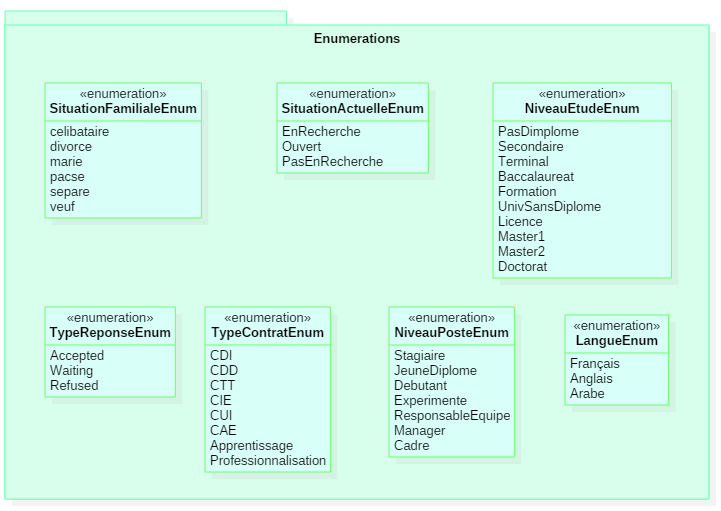 Enumerations
«enumeration»
SituationFamilialeEnum
celibataire
divorce
marie
pacse
separe
veuf
«enumeration»
SituationActuelleEnum
EnRecherche
Ouvert
PasEnRecherche
«enumeration»
NiveauEtudeEnum
PasDimplome
Secondaire
Terminal
Baccalaureat
Formation
UnivSansDiplome
Licence
Master1
Master2
Doctorat
«enumeration»
TypeReponseEnum
Accepted
Waiting
Refused
«enumeration»
TypeContratEnum
CDI
CDD
CTT
CIE
CUI
CAE
Apprentissage
Professionnalisation
«enumeration»
NiveauPosteEnum
Stagiaire
JeuneDiplome
Debutant
Experimente
ResponsableEquipe
Manager
Cadre
«enumeration»
LangueEnum
Français
Anglais
Arabe